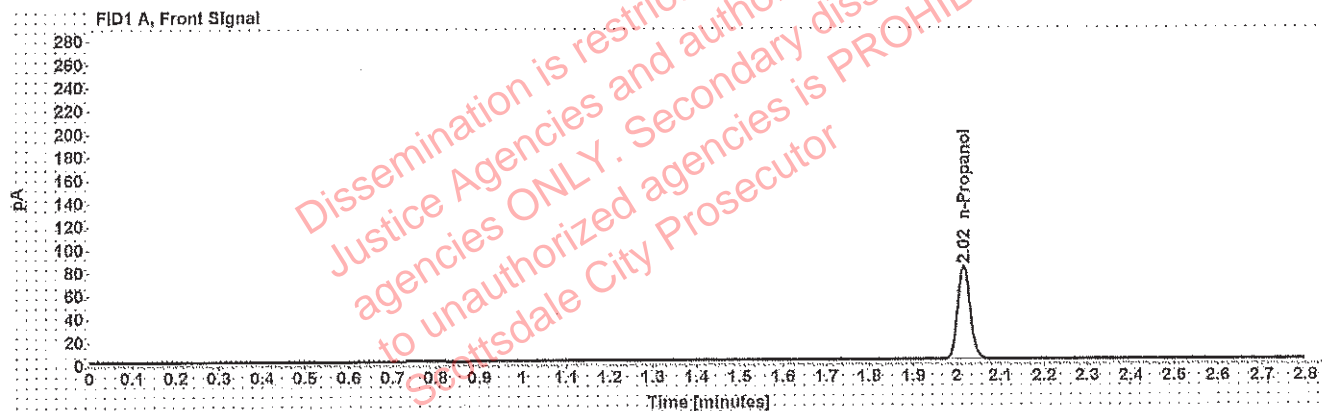 FID1 A, Front Signal
280
260
240
220
200
180
160
140
120
100
80
60
40
20
0
pA
2.02 n-Propanol
0 0.1 0.2 0.3 0.4 0.5 0.6 0.7 0.8 0.9 1 1.1 1.2 1.3 1.4 1.5 1.6 1.7 1.8 1.9 2 2.1 2.2 2.3 2.4 2.5 2.6 2.7 2.8
Time [minutes]
Dissemination is
Justice Agencies and
agencies ONLY. Secondary
to unauthorized agencies is
Scottsdale City Prosecutor